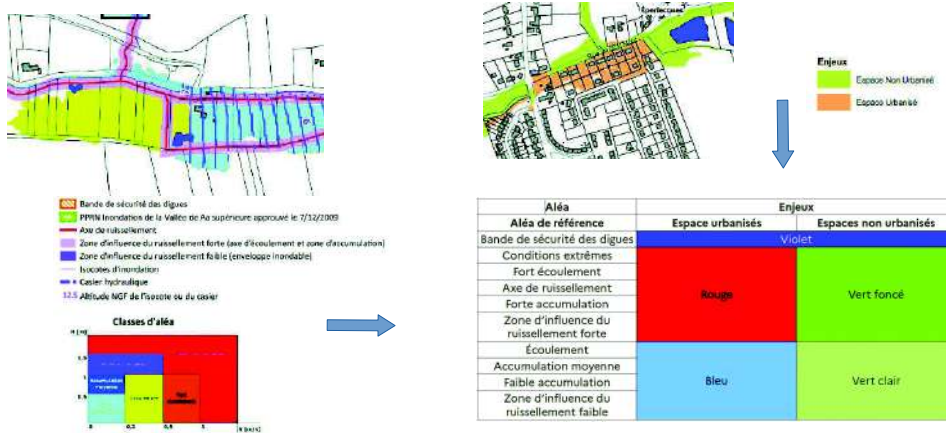 Éperlecques
Enjeux
Espace Non Urbanisé
Espace Urbanisé
Bande de sécurité des digues
PPRN Inondation de la Vallée de Aa supérieure approuvé le 7/12/2009
Axe de ruissellement
Zone d'influence du ruissellement forte (axe d'écoulement et zone d'accumulation)
Zone d'influence du ruissellement faible (enveloppe inondable)
Isocotes d'inondation
Casier hydraulique
12.5 Altitude NGF de l'isocote ou du casier
Classes d'aléa
Aléa Enjeux
Aléa de référence Espace urbanisés Espaces non urbanisés
Bande de sécurité des digues Violet
Conditions extrêmes
Fort écoulement
Axe de ruissellement
Forte accumulation
Zone d'influence du
ruissellement forte
Rouge Vert foncé
Écoulement
Accumulation moyenne
Faible accumulation
Zone d'influence du
ruissellement faible
Bleu Vert clair